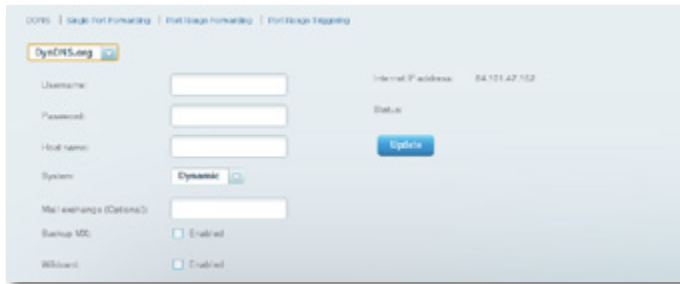 DDNS | Single Port Forwarding | Port Range Forwarding | Port Range Triggering
DynDNS.org
Username:
Password:
Host name:
System: Dynamic
Mail exchange (Optional):
Backup MX: Enabled
Wildcard: Enabled
Internet IP address:
Status:
Update